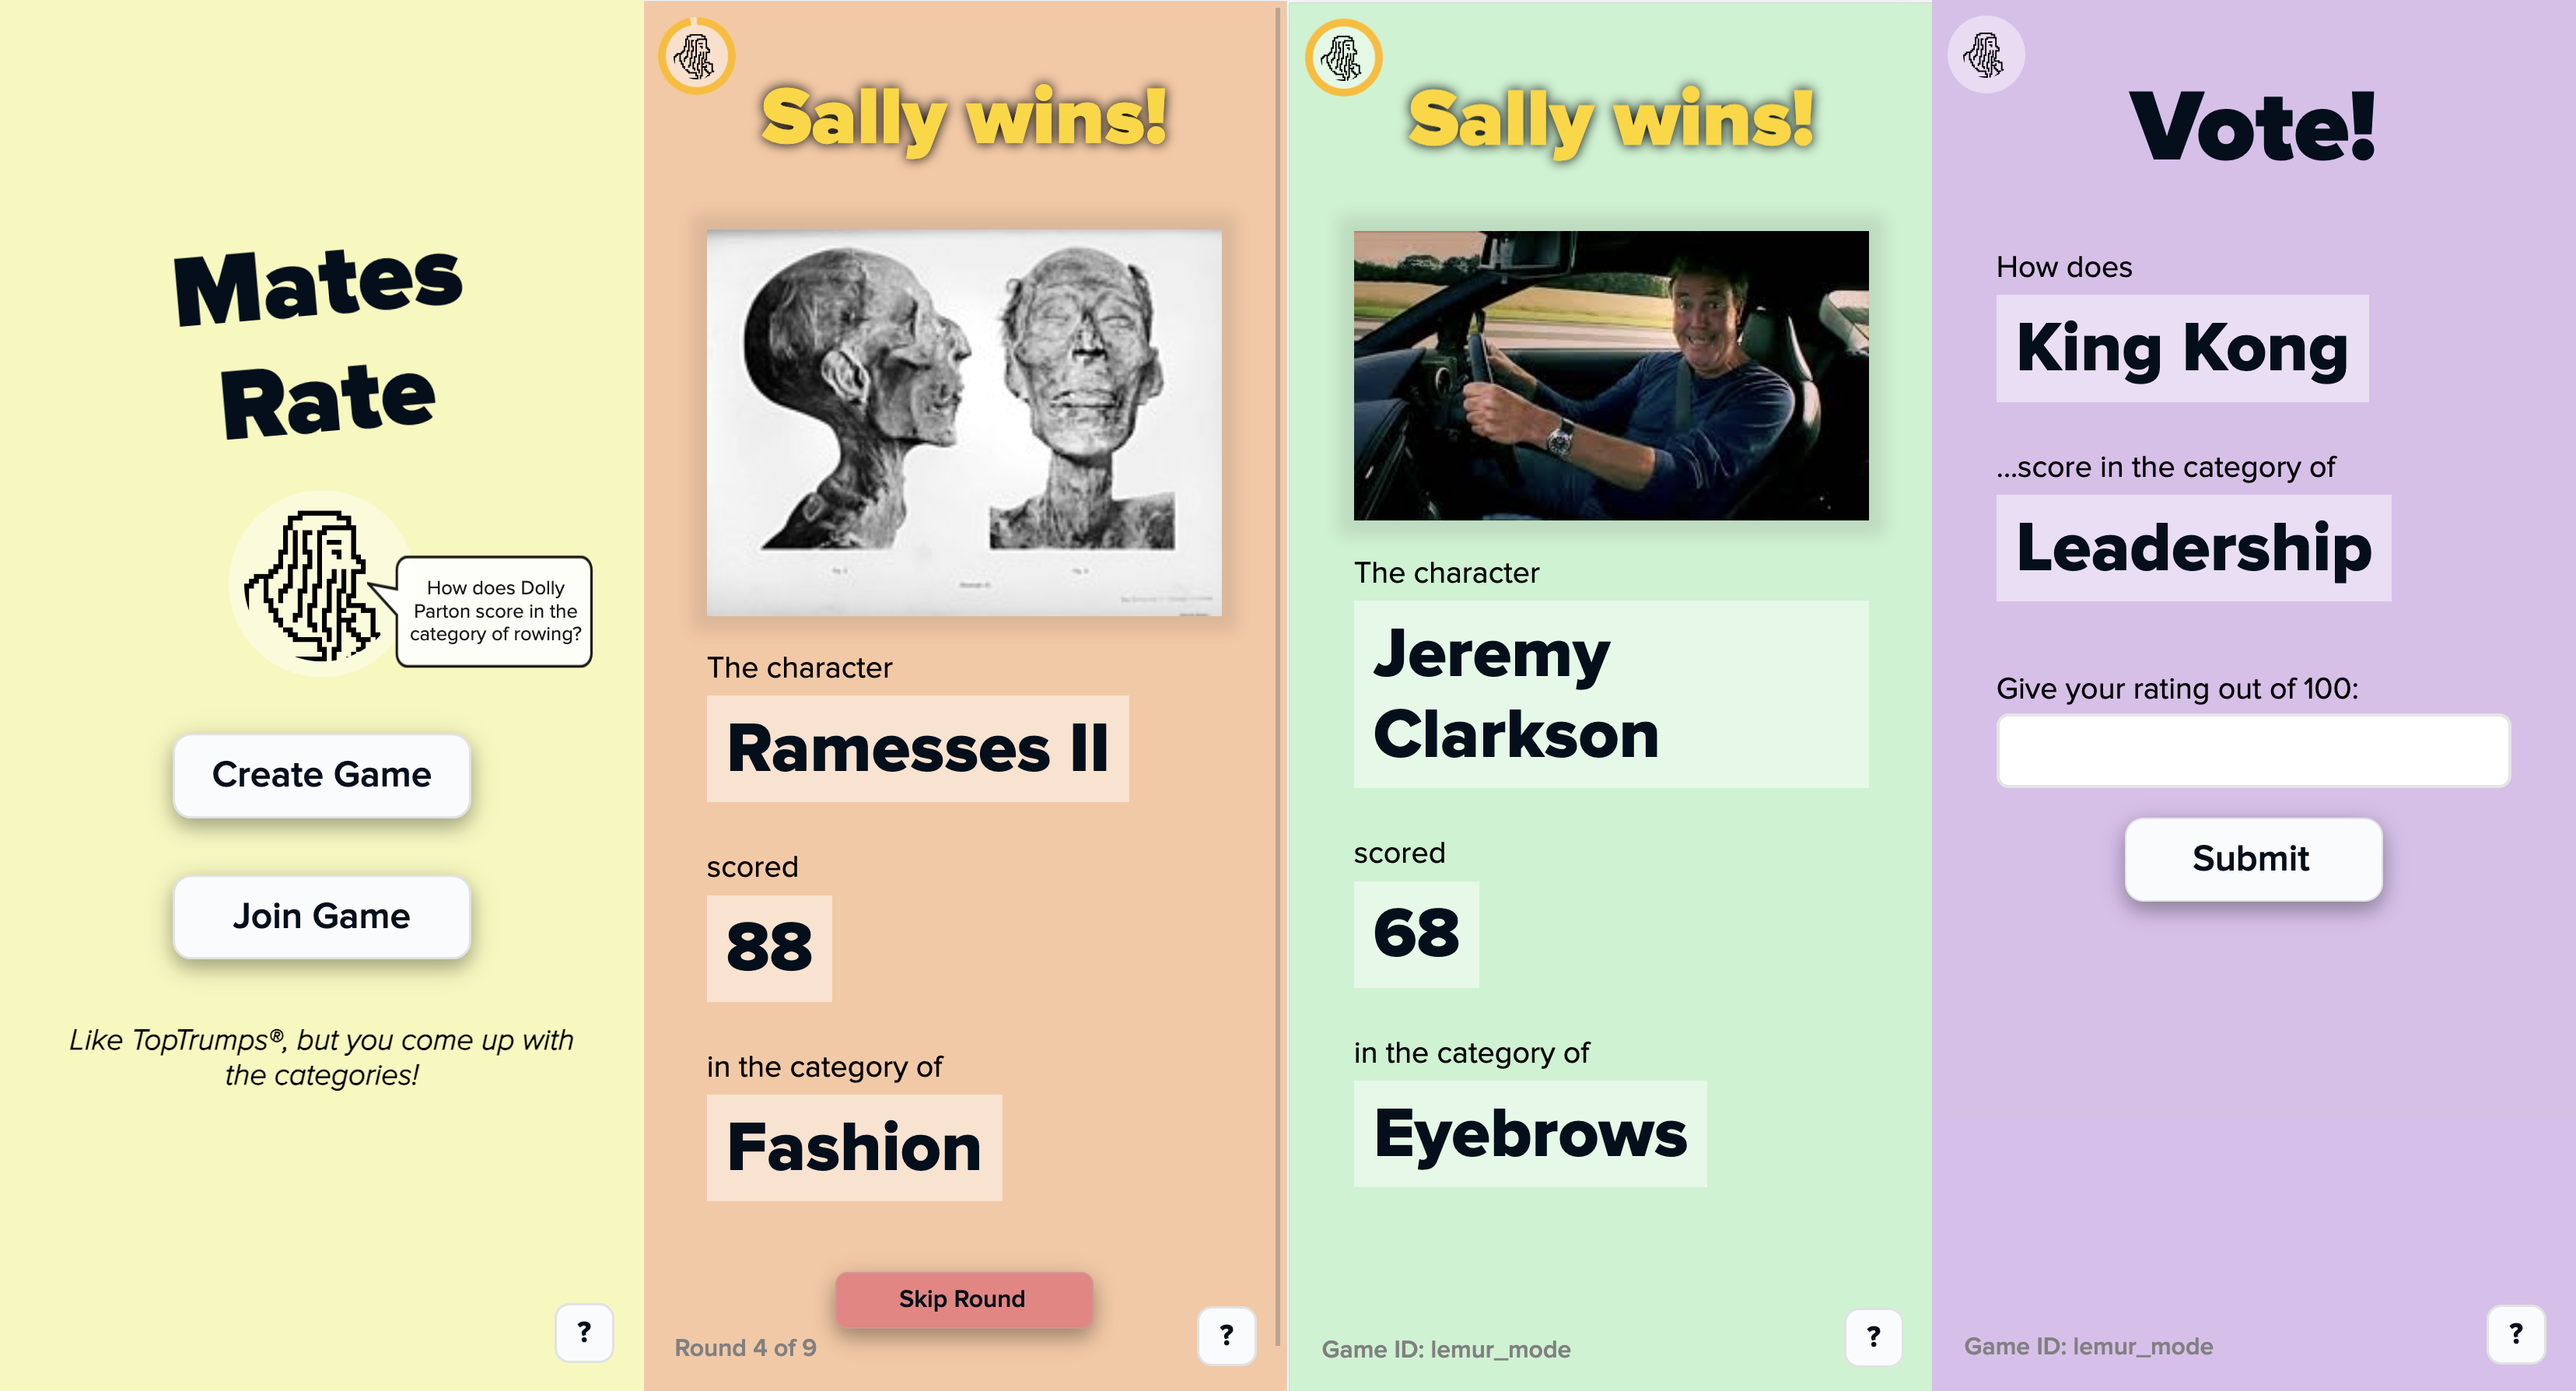 Mates
Rate
How does Dolly
Parton score in the
category of rowing?
Create Game
Join Game
Like TopTrumps®, but you come up with
the categories!
?
Sally wins!
The character
Ramesses II
scored
88
in the category of
Fashion
Skip Round
Round 4 of 9
?
Sally wins!
The character
Jeremy
Clarkson
scored
68
in the category of
Eyebrows
Game ID: lemur_mode
?
Vote!
How does
King Kong
...score in the category of
Leadership
Give your rating out of 100:
Submit
Game ID: lemur_mode
?